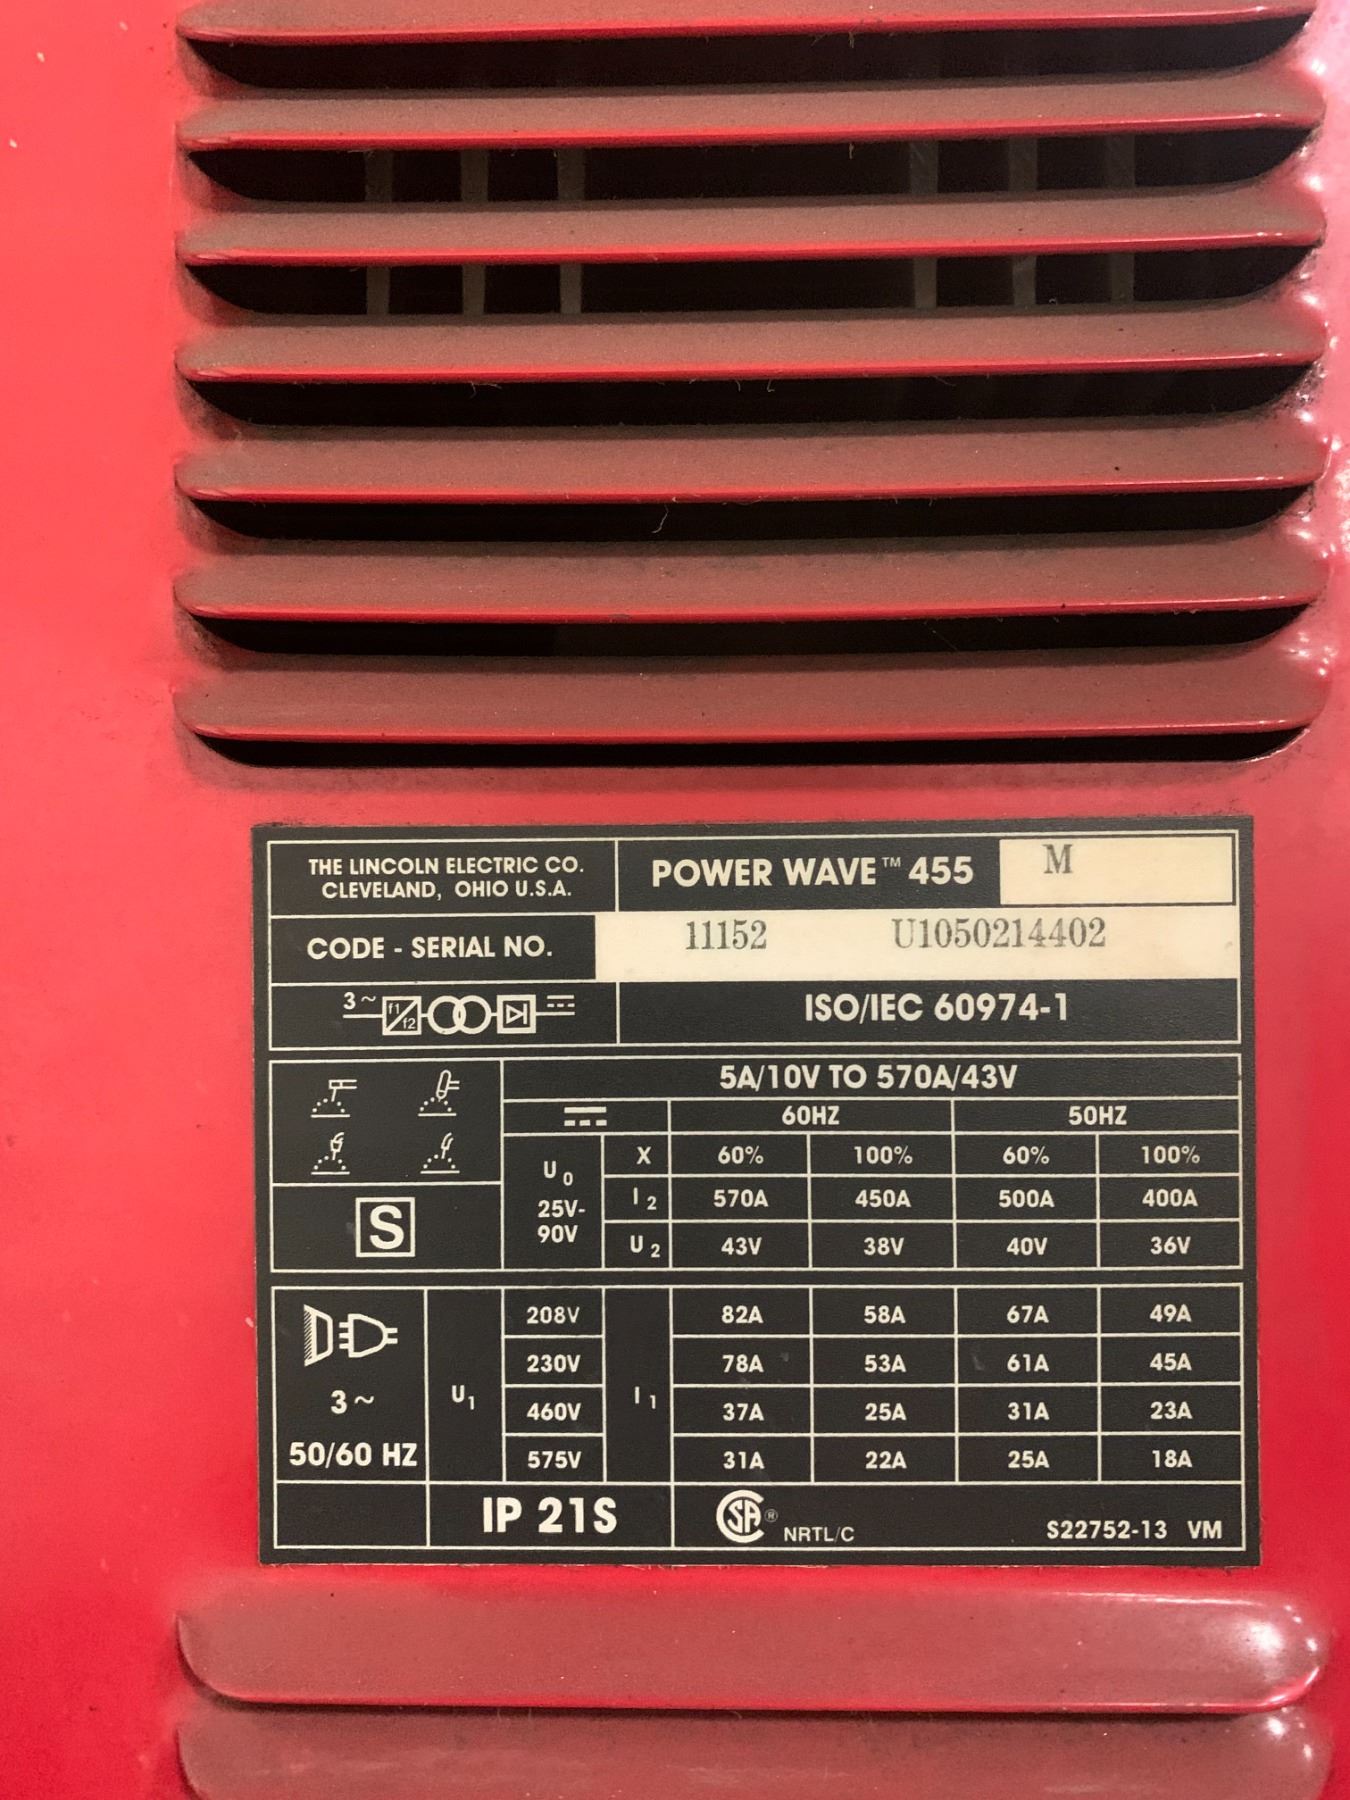 THE LINCOLN ELECTRIC CO.
CLEVELAND, OHIO U.S.A.
POWER WAVE™ 455 M
CODE - SERIAL NO. 11152 U1050214402
3~ f1 f2
ISO/IEC 60974-1
5A/10V TO 570A/43V
60HZ 50HZ
X 60% 100% 60% 100%
U0 25V-90V
I2 570A 450A 500A 400A
U2 43V 38V 40V 36V
S
3~
50/60 HZ
U1 I1
208V 82A 58A 67A 49A
230V 78A 53A 61A 45A
460V 37A 25A 31A 23A
575V 31A 22A 25A 18A
IP 21S
SA® NRTL/C
S22752-13 VM